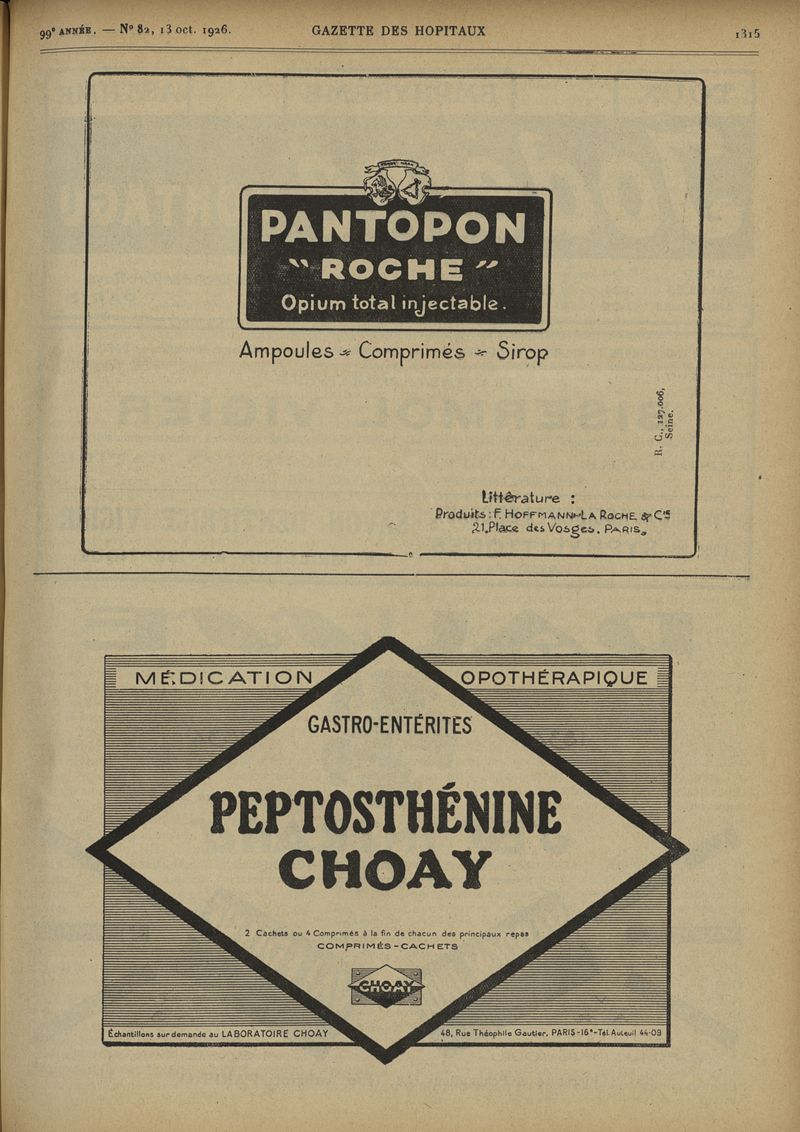 99e ANNÉE. — No 82, 13 oct. 1926.
GAZETTE DES HOPITAUX
1315
PANTOPON
"ROCHE"
Opium total injectable.
Ampoules - Comprimés - Sirop
R. C., 127.006,
Seine.
Littérature :
Produits: F. HOFFMANN-LA ROCHE & Cie
21, Place des Vosges, PARIS.
MÉDICATION
OPOTHÉRAPIQUE
GASTRO-ENTÉRITES
PEPTOSTHÉNINE
CHOAY
2 Cachets ou 4 Comprimés à la fin de chacun des principaux repas
COMPRIMÉS - CACHETS
CHOAY
Échantillons sur demande au LABORATOIRE CHOAY
48, Rue Théophile Gautier, PARIS-16e - Tél. Auteuil 44-09